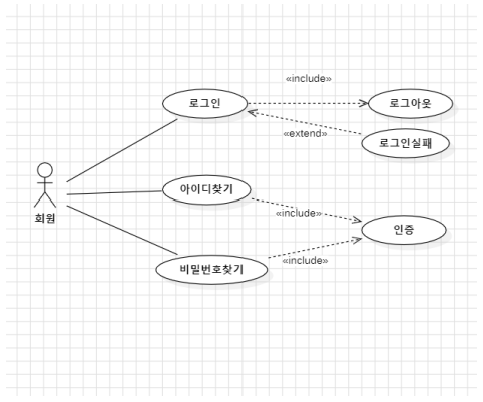 «include»
로그인
로그아웃
«extend»
로그인실패
아이디찾기
회원
«include»
인증
«include»
비밀번호찾기